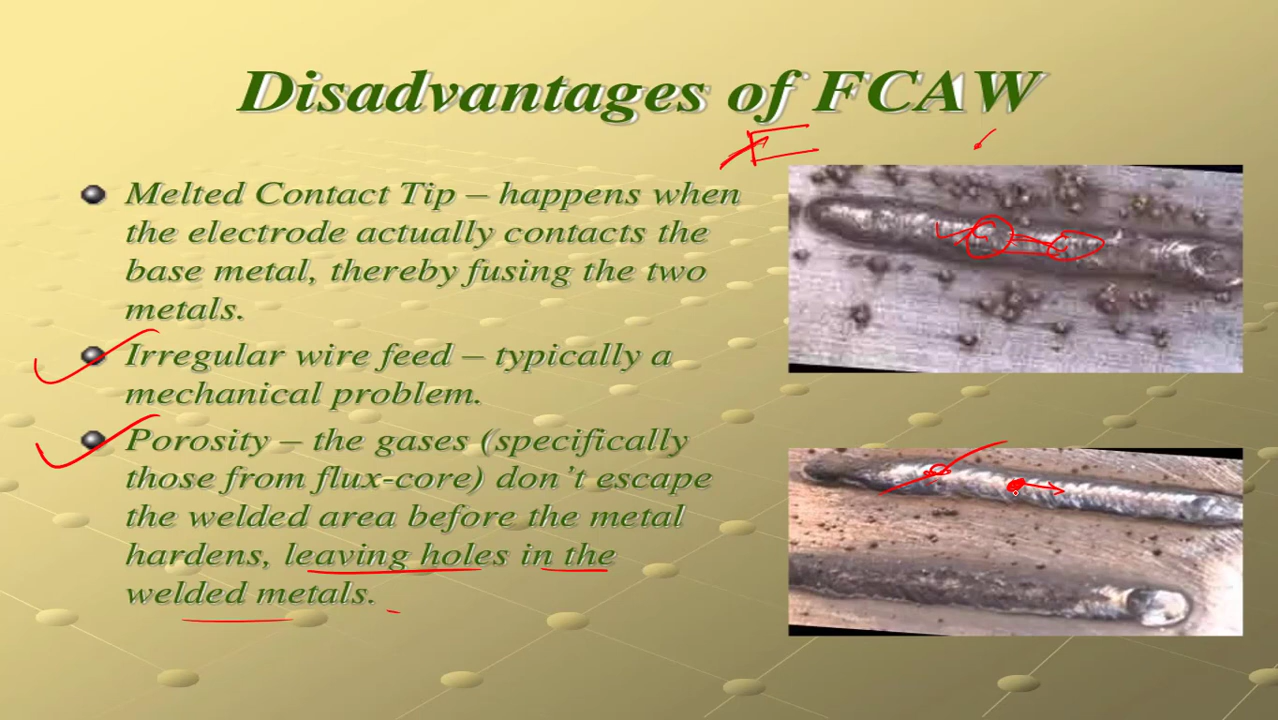 Disadvantages of FCAW
Melted Contact Tip – happens when
the electrode actually contacts the
base metal, thereby fusing the two
metals.
Irregular wire feed – typically a
mechanical problem.
Porosity – the gases (specifically
those from flux-core) don't escape
the welded area before the metal
hardens, leaving holes in the
welded metals.